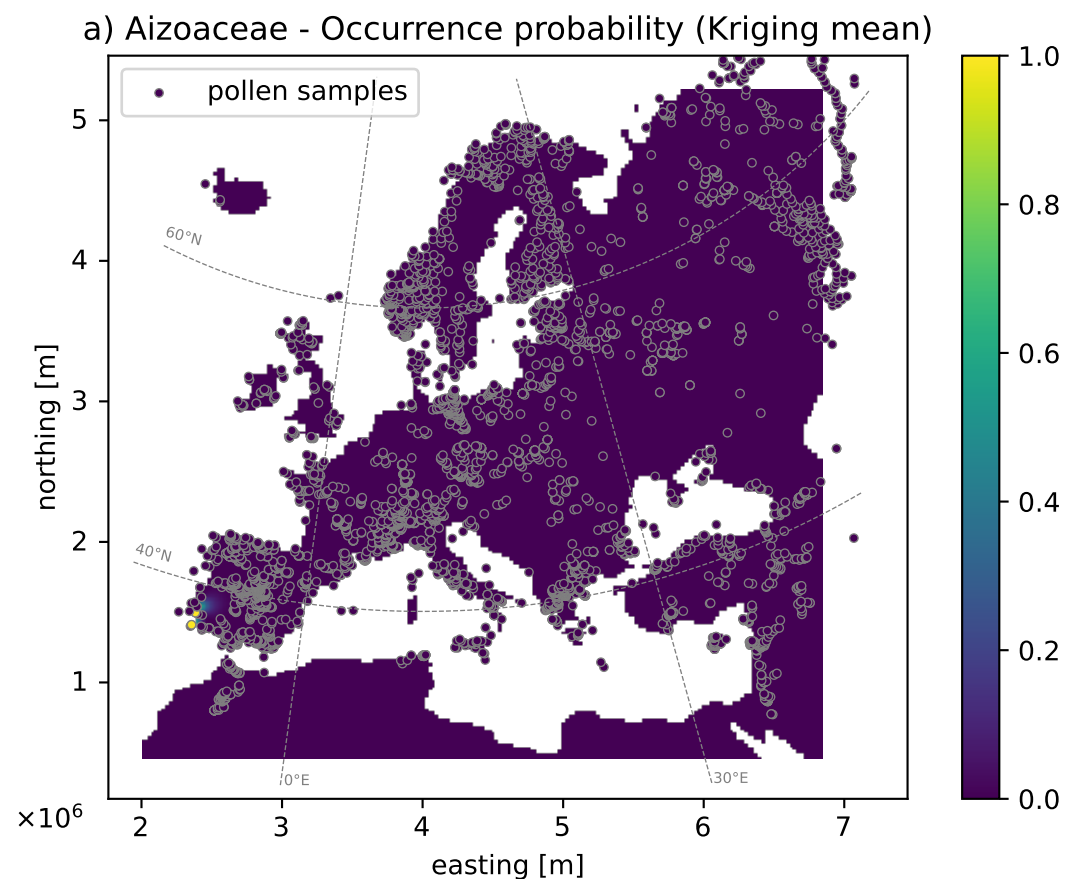 a) Aizoaceae - Occurrence probability (Kriging mean)
pollen samples
1.0
0.8
0.6
0.4
0.2
0.0
5
4
3
2
1
northing [m]
60°N
40°N
0°E
30°E
×10⁶
2 3 4 5 6 7
easting [m]